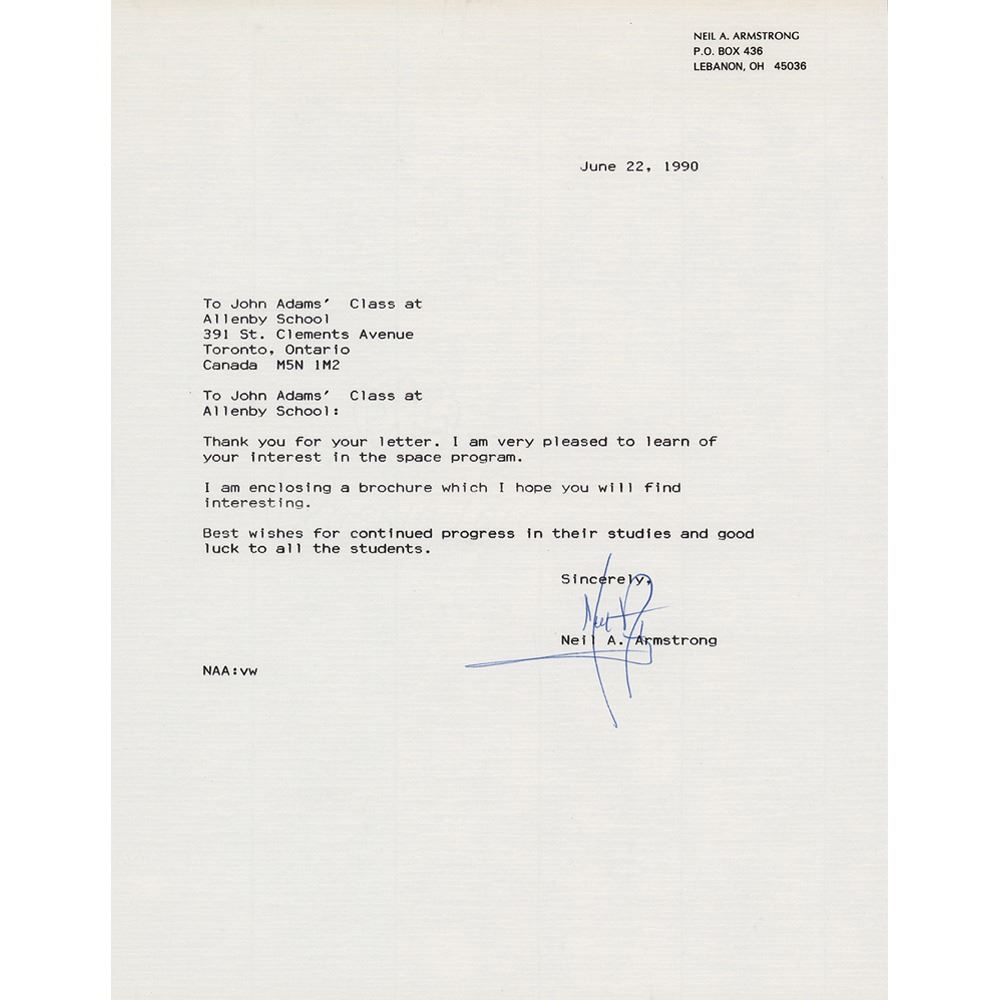 NEIL A. ARMSTRONG
P.O. BOX 436
LEBANON, OH 45036
June 22, 1990
To John Adams' Class at
Allenby School
391 St. Clements Avenue
Toronto, Ontario
Canada M5N 1M2
To John Adams' Class at
Allenby School:
Thank you for your letter. I am very pleased to learn of
your interest in the space program.
I am enclosing a brochure which I hope you will find
interesting.
Best wishes for continued progress in their studies and good
luck to all the students.
Sincerely,
Neil A. Armstrong
NAA:vw